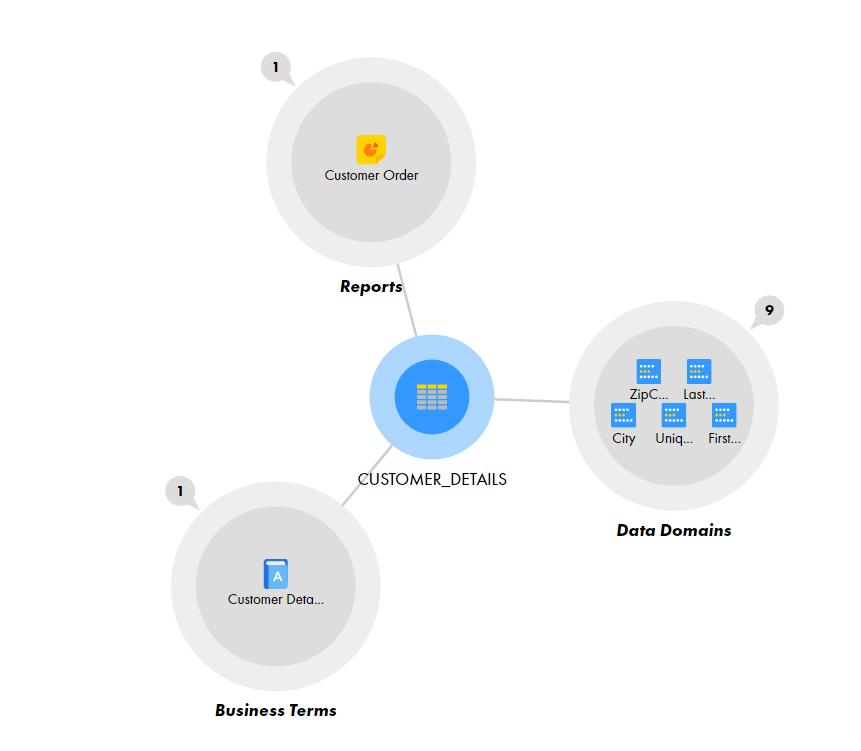 1
Customer Order
Reports
9
ZipC... Last...
City Uniq... First...
Data Domains
CUSTOMER_DETAILS
1
A
Customer Deta...
Business Terms